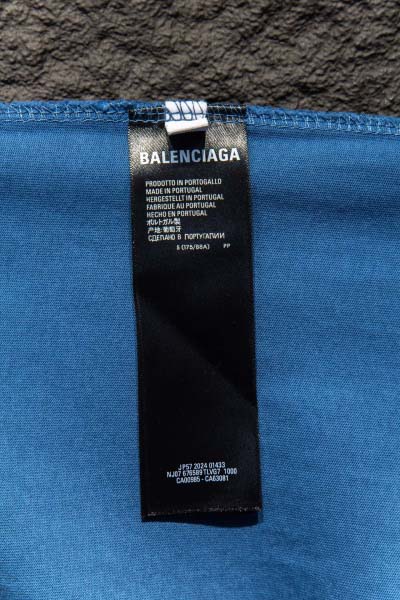 BALENCIAGA
PRODOTTO IN PORTOGALLO
MADE IN PORTUGAL
HERGESTELLT IN PORTUGAL
FABRIQUE AU PORTUGAL
HECHO EN PORTUGAL
ポルトガル製
产地:葡萄牙
СДЕЛАНО В ПОРТУГАЛИИ
S (175/88A) PP
JP57 2024 01433
NJ07 676589 TLVG7 1000
CA00985 - CA63081